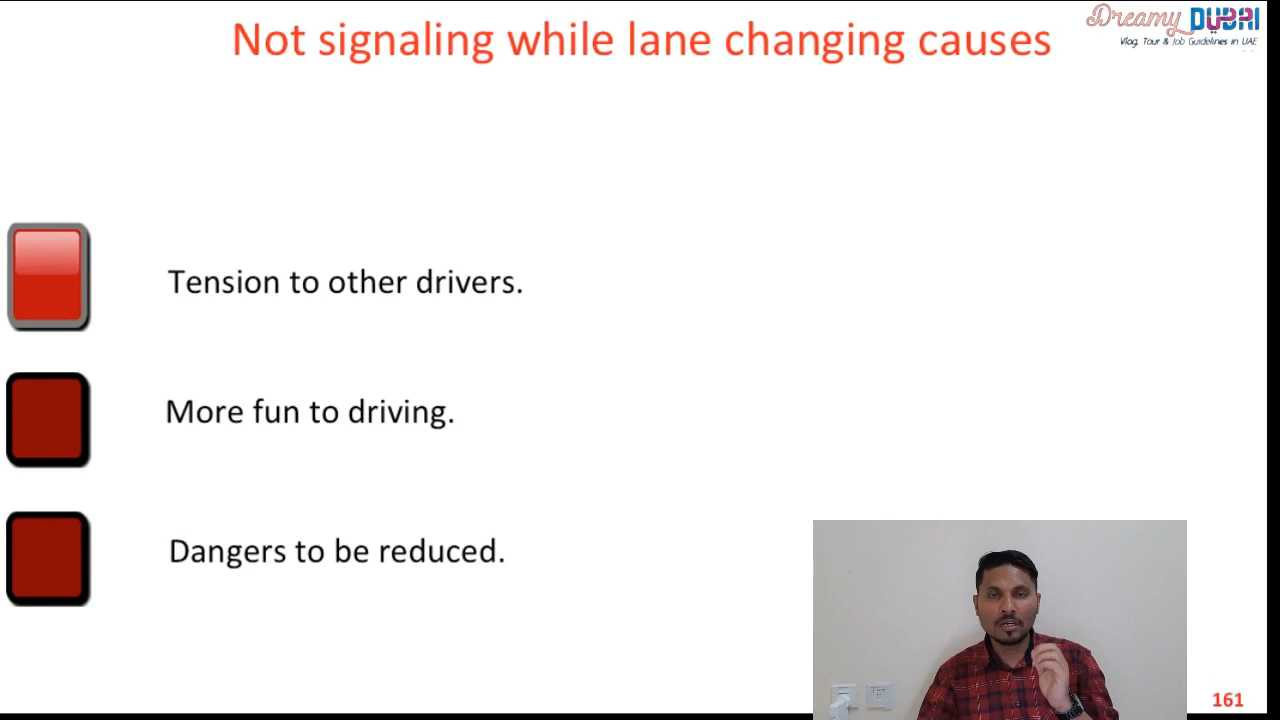 Not signaling while lane changing causes
Dreamy DUBAI
Vlog, Tour & Job Guidelines in UAE
Tension to other drivers.
More fun to driving.
Dangers to be reduced.
161